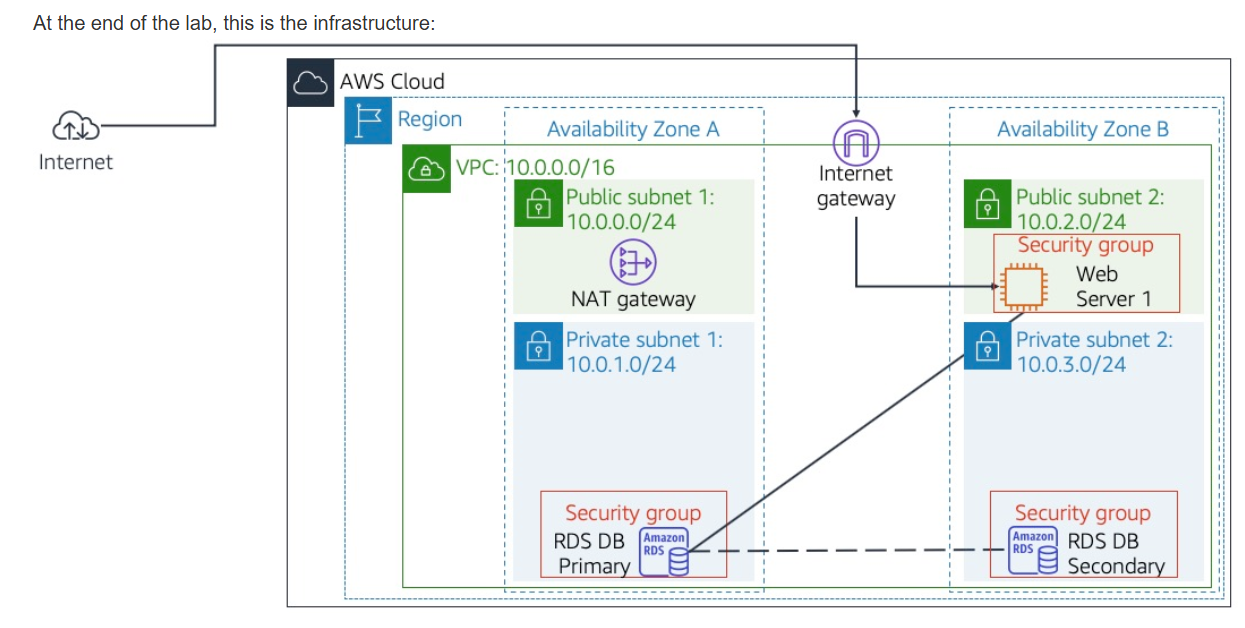 At the end of the lab, this is the infrastructure:
AWS Cloud
Region
Availability Zone A
Availability Zone B
Internet
VPC: 10.0.0.0/16
Internet
gateway
Public subnet 1:
10.0.0.0/24
NAT gateway
Public subnet 2:
10.0.2.0/24
Security group
Web
Server 1
Private subnet 1:
10.0.1.0/24
Private subnet 2:
10.0.3.0/24
Security group
RDS DB
Primary
Amazon
RDS
Security group
Amazon
RDS
RDS DB
Secondary